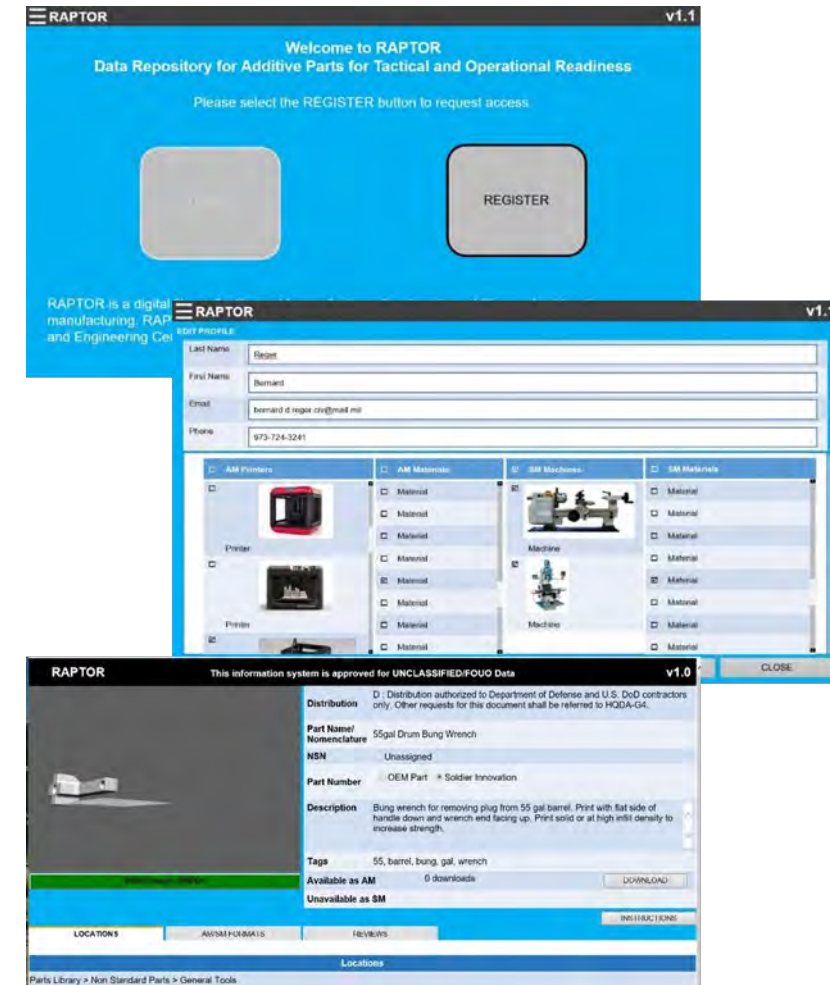 RAPTOR v1.1
Welcome to RAPTOR
Data Repository for Additive Parts for Tactical and Operational Readiness
Please select the REGISTER button to request access.
REGISTER
RAPTOR is a digital
manufacturing. RAP
and Engineering Ce
RAPTOR v1.1
EDIT PROFILE
Last Name Reger
First Name Bernard
Email bernard.d.reger.civ@mail.mil
Phone 973-724-3241
AM Printers AM Materials SM Machines SM Materials
Material Material
Material Material
Material Material
Printer Material Machine Material
Material Material
Material Material
Printer Material Machine Material
Material Material
CLOSE
RAPTOR This information system is approved for UNCLASSIFIED/FOUO Data v1.0
Distribution D : Distribution authorized to Department of Defense and U.S. DoD contractors
only. Other requests for this document shall be referred to HQDA-G4.
Part Name/
Nomenclature 55gal Drum Bung Wrench
NSN Unassigned
Part Number OEM Part Soldier Innovation
Description Bung wrench for removing plug from 55 gal barrel. Print with flat side of
handle down and wrench end facing up. Print solid or at high infill density to
increase strength.
Tags 55, barrel, bung, gal, wrench
Available as AM 0 downloads DOWNLOAD
Unavailable as SM
INSTRUCTIONS
LOCATIONS AM/SM FORMATS REVIEWS
Locations
Parts Library > Non Standard Parts > General Tools